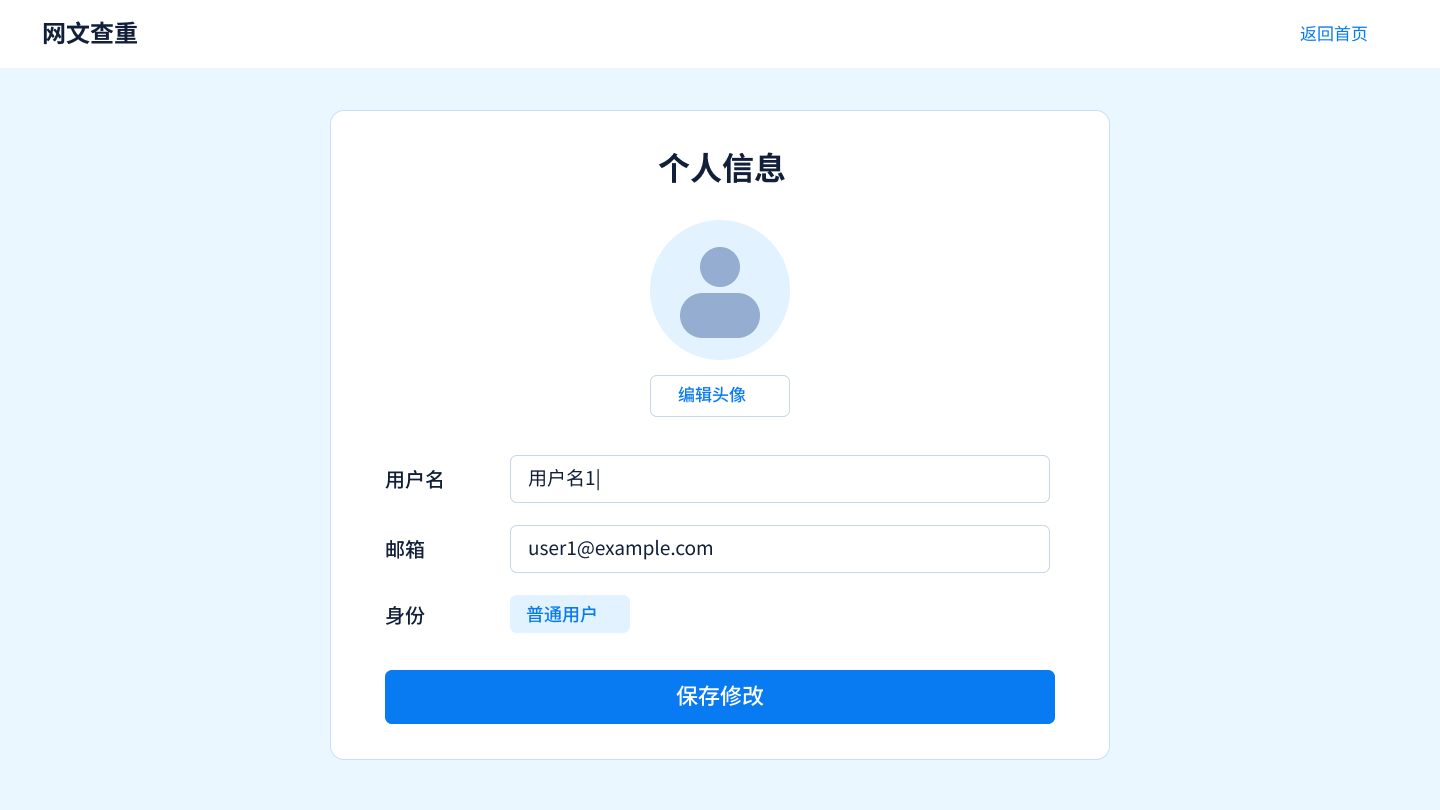 网文查重
返回首页
个人信息
编辑头像
用户名
用户名1|
邮箱
user1@example.com
身份
普通用户
保存修改